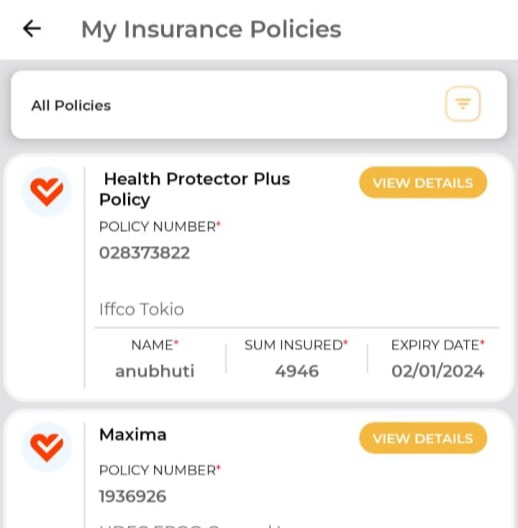 My Insurance Policies
All Policies
Health Protector Plus
Policy
VIEW DETAILS
POLICY NUMBER*
028373822
Iffco Tokio
NAME*
SUM INSURED*
EXPIRY DATE*
anubhuti
4946
02/01/2024
Maxima
VIEW DETAILS
POLICY NUMBER*
1936926